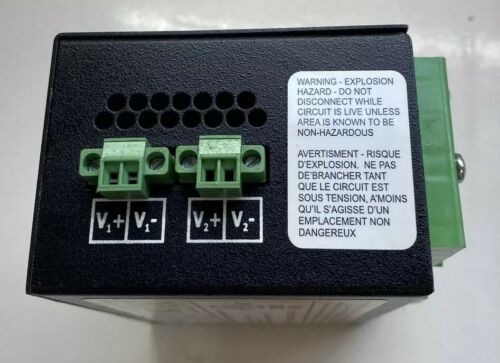 WARNING - EXPLOSION
HAZARD - DO NOT
DISCONNECT WHILE
CIRCUIT IS LIVE UNLESS
AREA IS KNOWN TO BE
NON-HAZARDOUS
AVERTISMENT - RISQUE
D'EXPLOSION. NE PAS
DE'BRANCHER TANT
QUE LE CIRCUIT EST
SOUS TENSION, A'MOINS
QU'IL S'AGISSE D'UN
EMPLACEMENT NON
DANGEREUX
V₁+ V₁- V₂+ V₂-